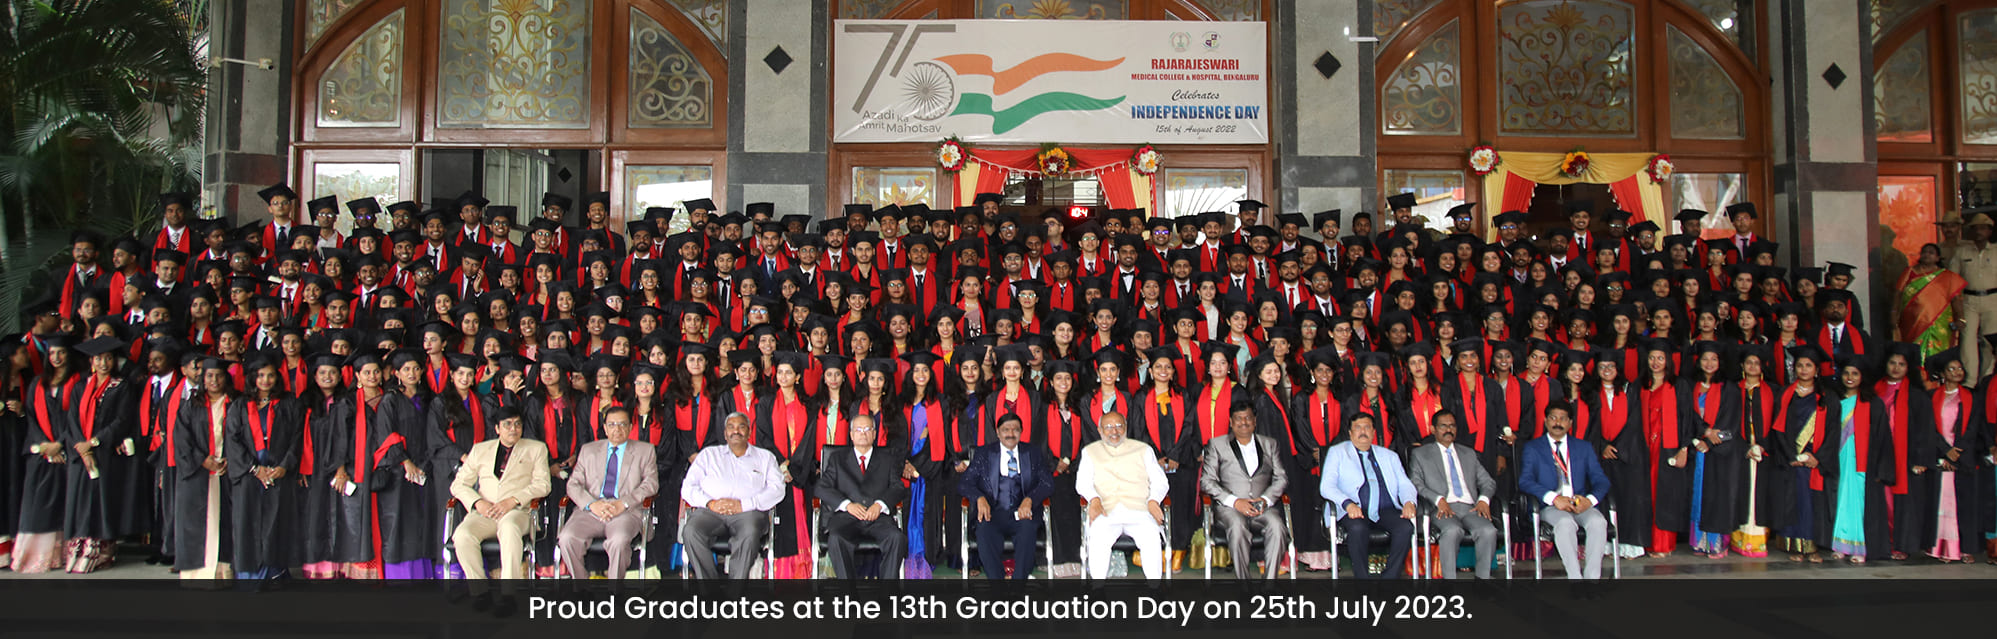 75
Azadi Ka
Amrit Mahotsav
RAJARAJESWARI
MEDICAL COLLEGE & HOSPITAL, BENGALURU
Celebrates
INDEPENDENCE DAY
15th of August 2022
Proud Graduates at the 13th Graduation Day on 25th July 2023.